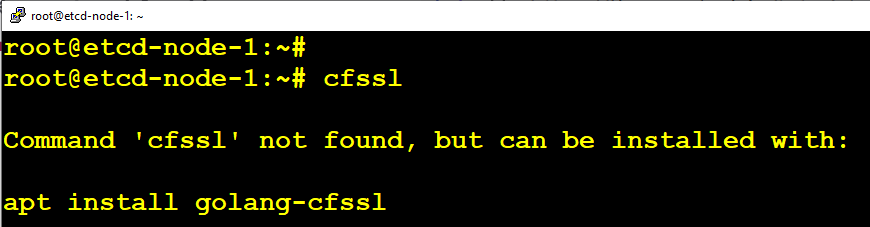 root@etcd-node-1: ~
root@etcd-node-1:~#
root@etcd-node-1:~# cfssl
Command 'cfssl' not found, but can be installed with:
apt install golang-cfssl